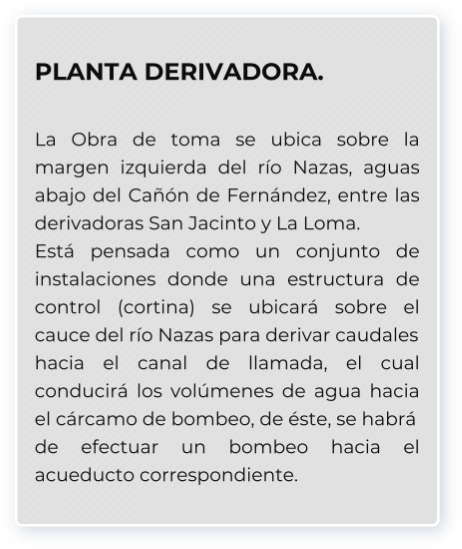 PLANTA DERIVADORA.
La Obra de toma se ubica sobre la
margen izquierda del río Nazas, aguas
abajo del Cañón de Fernández, entre las
derivadoras San Jacinto y La Loma.
Está pensada como un conjunto de
instalaciones donde una estructura de
control (cortina) se ubicará sobre el
cauce del río Nazas para derivar caudales
hacia el canal de llamada, el cual
conducirá los volúmenes de agua hacia
el cárcamo de bombeo, de éste, se habrá
de efectuar un bombeo hacia el
acueducto correspondiente.